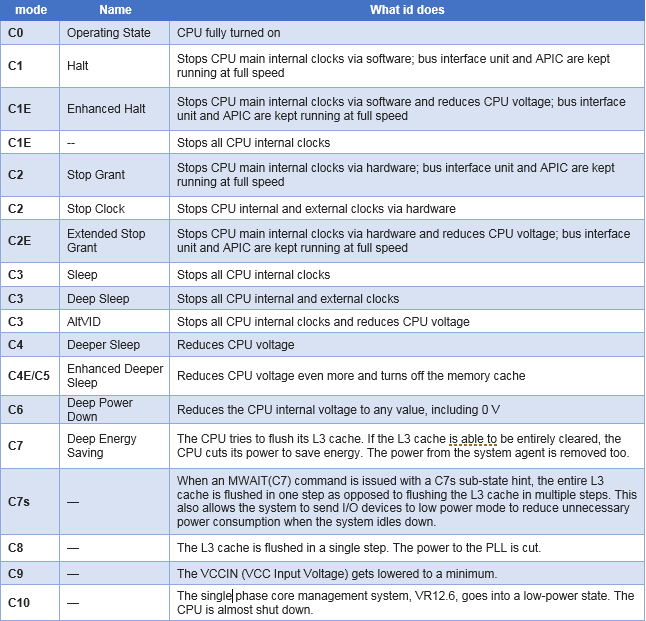 mode Name What id does
C0 Operating State CPU fully turned on
C1 Halt Stops CPU main internal clocks via software; bus interface unit and APIC are kept
running at full speed
C1E Enhanced Halt Stops CPU main internal clocks via software and reduces CPU voltage; bus interface
unit and APIC are kept running at full speed
C1E -- Stops all CPU internal clocks
C2 Stop Grant Stops CPU main internal clocks via hardware; bus interface unit and APIC are kept
running at full speed
C2 Stop Clock Stops CPU internal and external clocks via hardware
C2E Extended Stop
Grant Stops CPU main internal clocks via hardware and reduces CPU voltage; bus interface
unit and APIC are kept running at full speed
C3 Sleep Stops all CPU internal clocks
C3 Deep Sleep Stops all CPU internal and external clocks
C3 AltVID Stops all CPU internal clocks and reduces CPU voltage
C4 Deeper Sleep Reduces CPU voltage
C4E/C5 Enhanced Deeper
Sleep Reduces CPU voltage even more and turns off the memory cache
C6 Deep Power
Down Reduces the CPU internal voltage to any value, including 0 V
C7 Deep Energy
Saving The CPU tries to flush its L3 cache. If the L3 cache is able to be entirely cleared, the
CPU cuts its power to save energy. The power from the system agent is removed too.
C7s — When an MWAIT(C7) command is issued with a C7s sub-state hint, the entire L3
cache is flushed in one step as opposed to flushing the L3 cache in multiple steps. This
also allows the system to send I/O devices to low power mode to reduce unnecessary
power consumption when the system idles down.
C8 — The L3 cache is flushed in a single step. The power to the PLL is cut.
C9 — The VCCIN (VCC Input Voltage) gets lowered to a minimum.
C10 — The single phase core management system, VR12.6, goes into a low-power state. The
CPU is almost shut down.